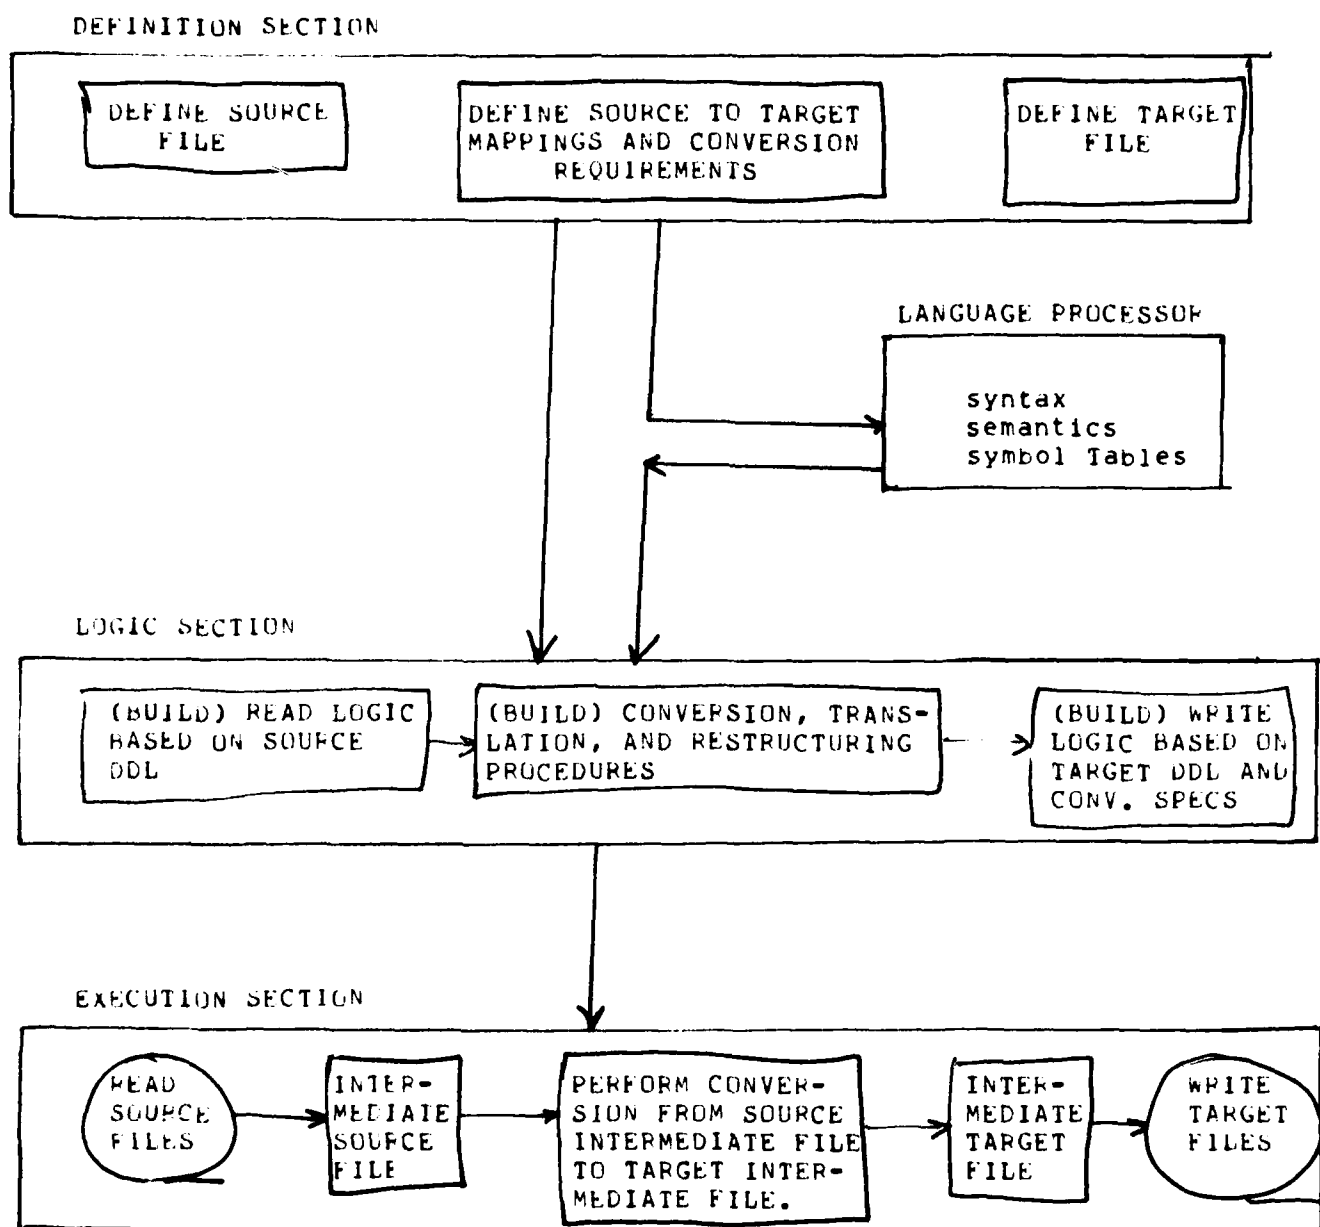 DEFINITION SECTION
DEFINE SOURCE
FILE
DEFINE SOURCE TO TARGET
MAPPINGS AND CONVERSION
REQUIREMENTS
DEFINE TARGET
FILE
LANGUAGE PROCESSOR
syntax
semantics
symbol Tables
LOGIC SECTION
(BUILD) READ LOGIC
BASED ON SOURCE
DDL
(BUILD) CONVERSION, TRANS-
LATION, AND RESTRUCTURING
PROCEDURES
(BUILD) WRITE
LOGIC BASED ON
TARGET DDL AND
CONV. SPECS
EXECUTION SECTION
READ
SOURCE
FILES
INTER-
MEDIATE
SOURCE
FILE
PERFORM CONVER-
SION FROM SOURCE
INTERMEDIATE FILE
TO TARGET INTER-
MEDIATE FILE.
INTER-
MEDIATE
TARGET
FILE
WRITE
TARGET
FILES